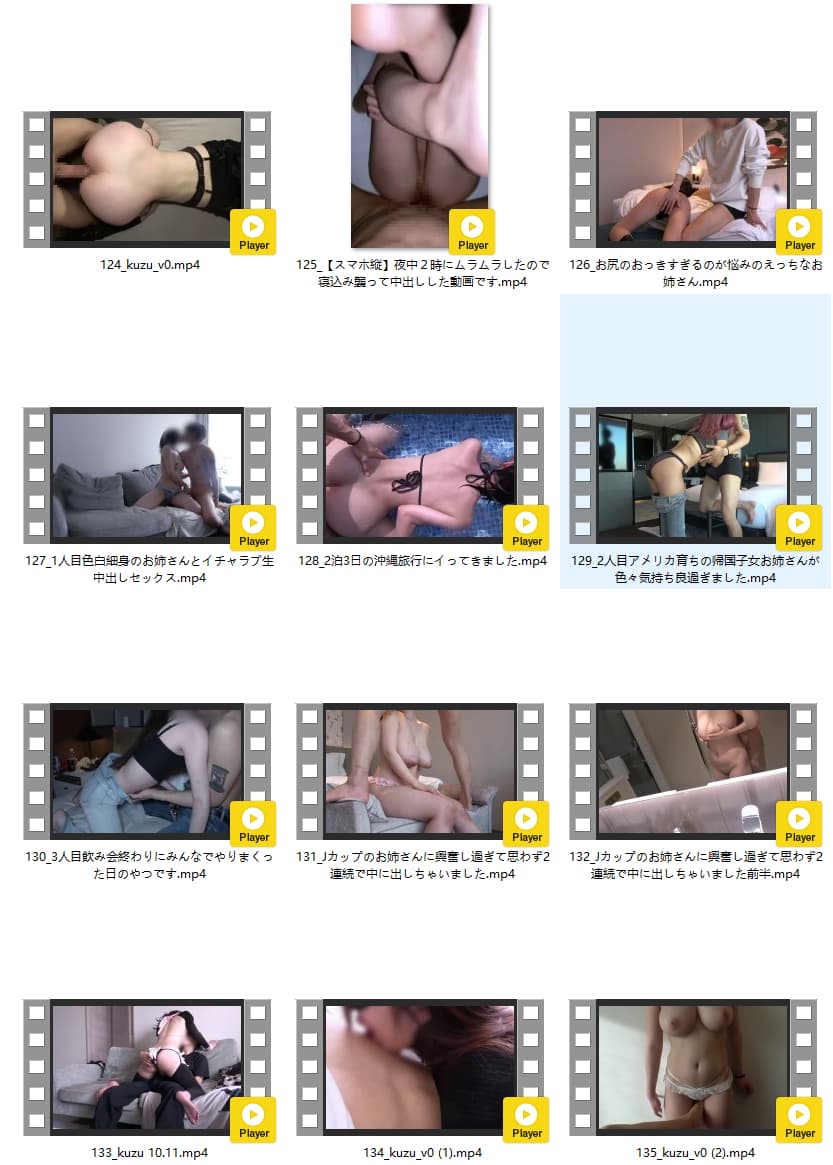 Player
124_kuzu_v0.mp4
Player
125_【スマホ縦】夜中２時にムラムラしたので
寝込み襲って中出しした動画です.mp4
Player
126_お尻のおっきすぎるのが悩みのえっちなお
姉さん.mp4
Player
127_1人目色白細身のお姉さんとイチャラブ生
中出しセックス.mp4
Player
128_2泊3日の沖縄旅行にイってきました.mp4
Player
129_2人目アメリカ育ちの帰国子女お姉さんが
色々気持ち良過ぎました.mp4
Player
130_3人目飲み会終わりにみんなでやりまくっ
た日のやつです.mp4
Player
131_Jカップのお姉さんに興奮し過ぎて思わず2
連続で中に出しちゃいました.mp4
Player
132_Jカップのお姉さんに興奮し過ぎて思わず2
連続で中に出しちゃいました前半.mp4
Player
133_kuzu 10.11.mp4
Player
134_kuzu_v0 (1).mp4
Player
135_kuzu_v0 (2).mp4